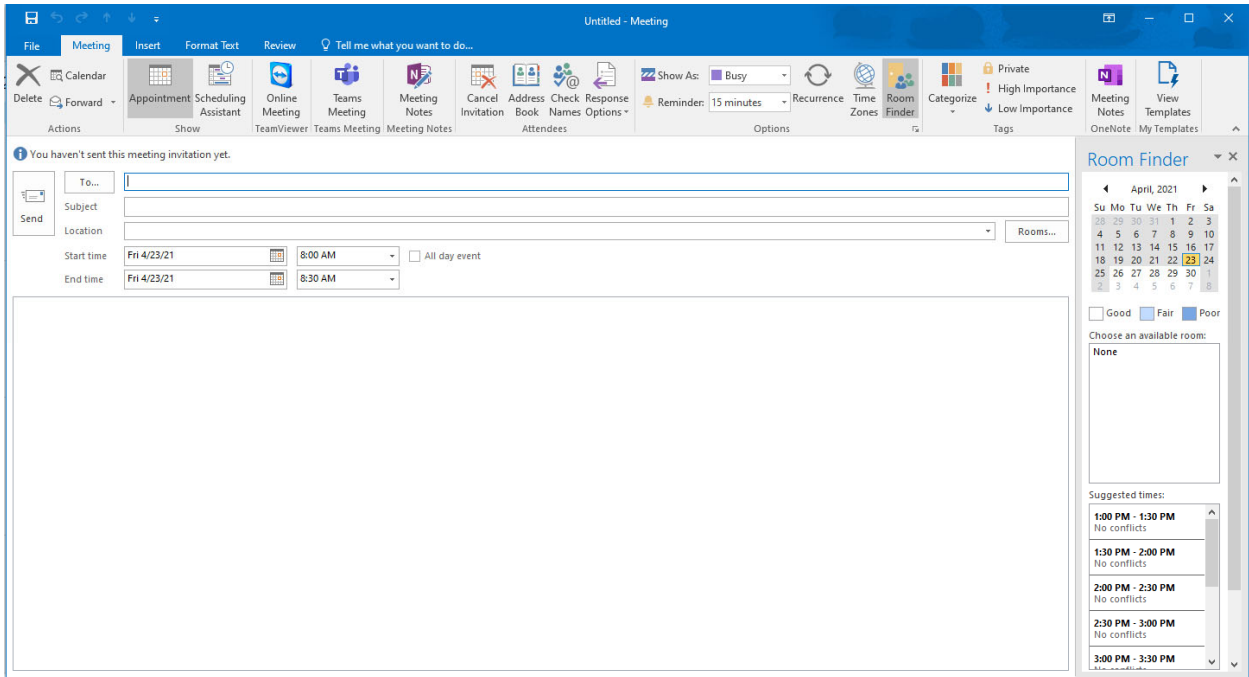 Untitled - Meeting
File Meeting Insert Format Text Review Tell me what you want to do...
Delete
Calendar
Forward
Actions
Appointment
Scheduling Assistant
Show
Online Meeting
TeamViewer
Teams Meeting
Teams Meeting
Meeting Notes
Meeting Notes
Cancel Invitation
Address Book
Check Names
Response Options
Attendees
Show As: Busy
Reminder: 15 minutes
Recurrence
Time Zones
Room Finder
Options
Categorize
Private
High Importance
Low Importance
Tags
Meeting Notes
OneNote
View Templates
My Templates
You haven't sent this meeting invitation yet.
Send
To...
Subject
Location
Rooms...
Start time Fri 4/23/21 8:00 AM All day event
End time Fri 4/23/21 8:30 AM
Room Finder
April, 2021
Su Mo Tu We Th Fr Sa
28 29 30 31 1 2 3
4 5 6 7 8 9 10
11 12 13 14 15 16 17
18 19 20 21 22 23 24
25 26 27 28 29 30 1
2 3 4 5 6 7 8
Good Fair Poor
Choose an available room:
None
Suggested times:
1:00 PM - 1:30 PM
No conflicts
1:30 PM - 2:00 PM
No conflicts
2:00 PM - 2:30 PM
No conflicts
2:30 PM - 3:00 PM
No conflicts
3:00 PM - 3:30 PM